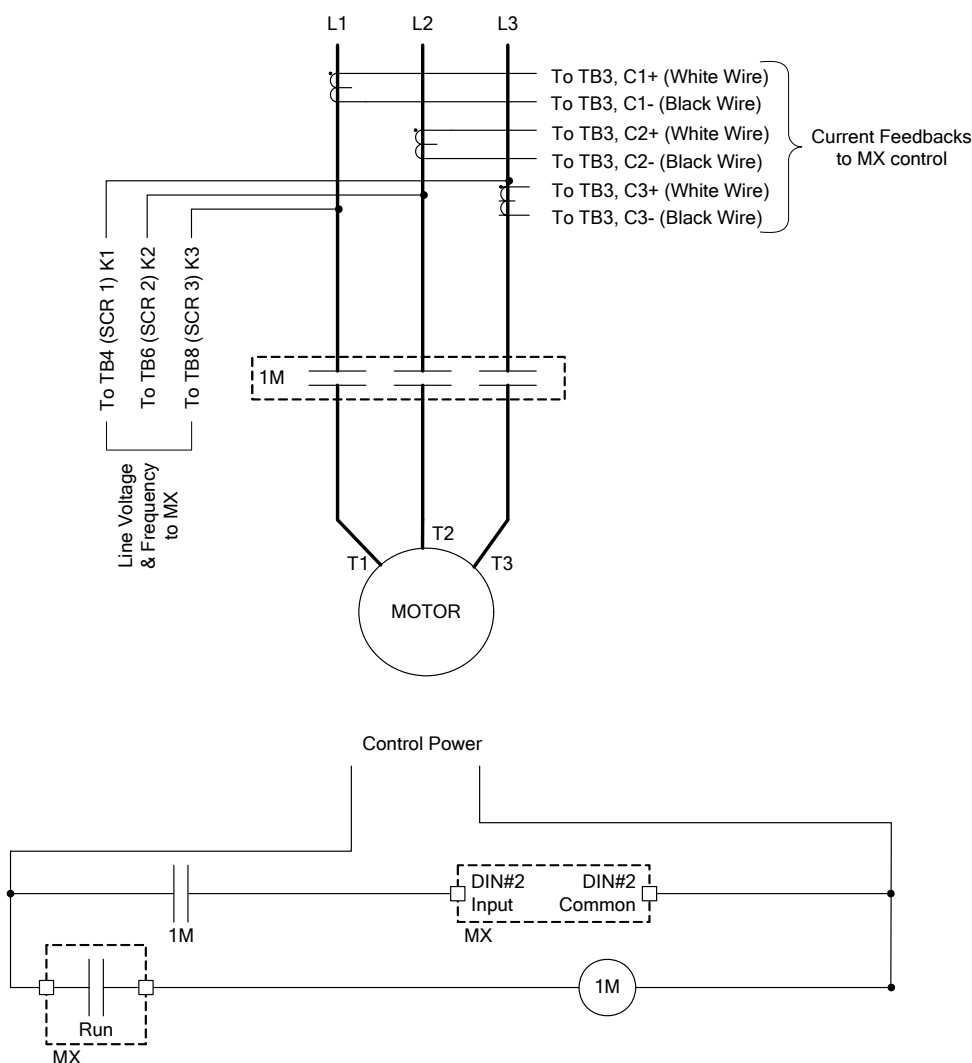 L1
L2
L3
To TB3, C1+ (White Wire)
To TB3, C1- (Black Wire)
To TB3, C2+ (White Wire)
To TB3, C2- (Black Wire)
To TB3, C3+ (White Wire)
To TB3, C3- (Black Wire)
Current Feedbacks
to MX control
To TB4 (SCR 1) K1
To TB6 (SCR 2) K2
To TB8 (SCR 3) K3
Line Voltage
& Frequency
to MX
1M
T1
T2
T3
MOTOR
Control Power
1M
DIN#2
Input
DIN#2
Common
MX
Run
MX
1M